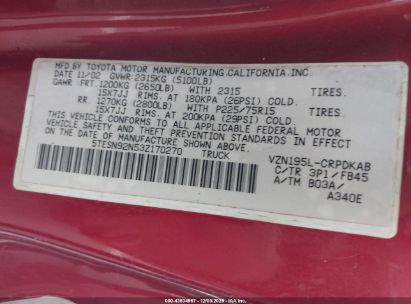 MFD. BY TOYOTA MOTOR MANUFACTURING.CALIFORNIA.INC.
DATE 11/02 GVWR 2315KG (5100LB)
GAWR FRT. 1200KG (2650LB) WITH 2315 TIRES.
15X7JJ RIMS. AT 180KPA (26PSI) COLD.
RR 1270KG (2800LB) WITH P225/75R15 TIRES.
15X7JJ RIMS. AT 200KPA (29PSI) COLD.
THIS VEHICLE CONFORMS TO ALL APPLICABLE FEDERAL MOTOR
VEHICLE SAFETY AND THEFT PREVENTION STANDARDS IN EFFECT
ON THE DATE OF MANUFACTURE SHOWN ABOVE.
5TESN92N53Z170270 TRUCK
VZN195L-CRPDKAB
C/TR 3P1/FB45
A/TM B03A/
A340E